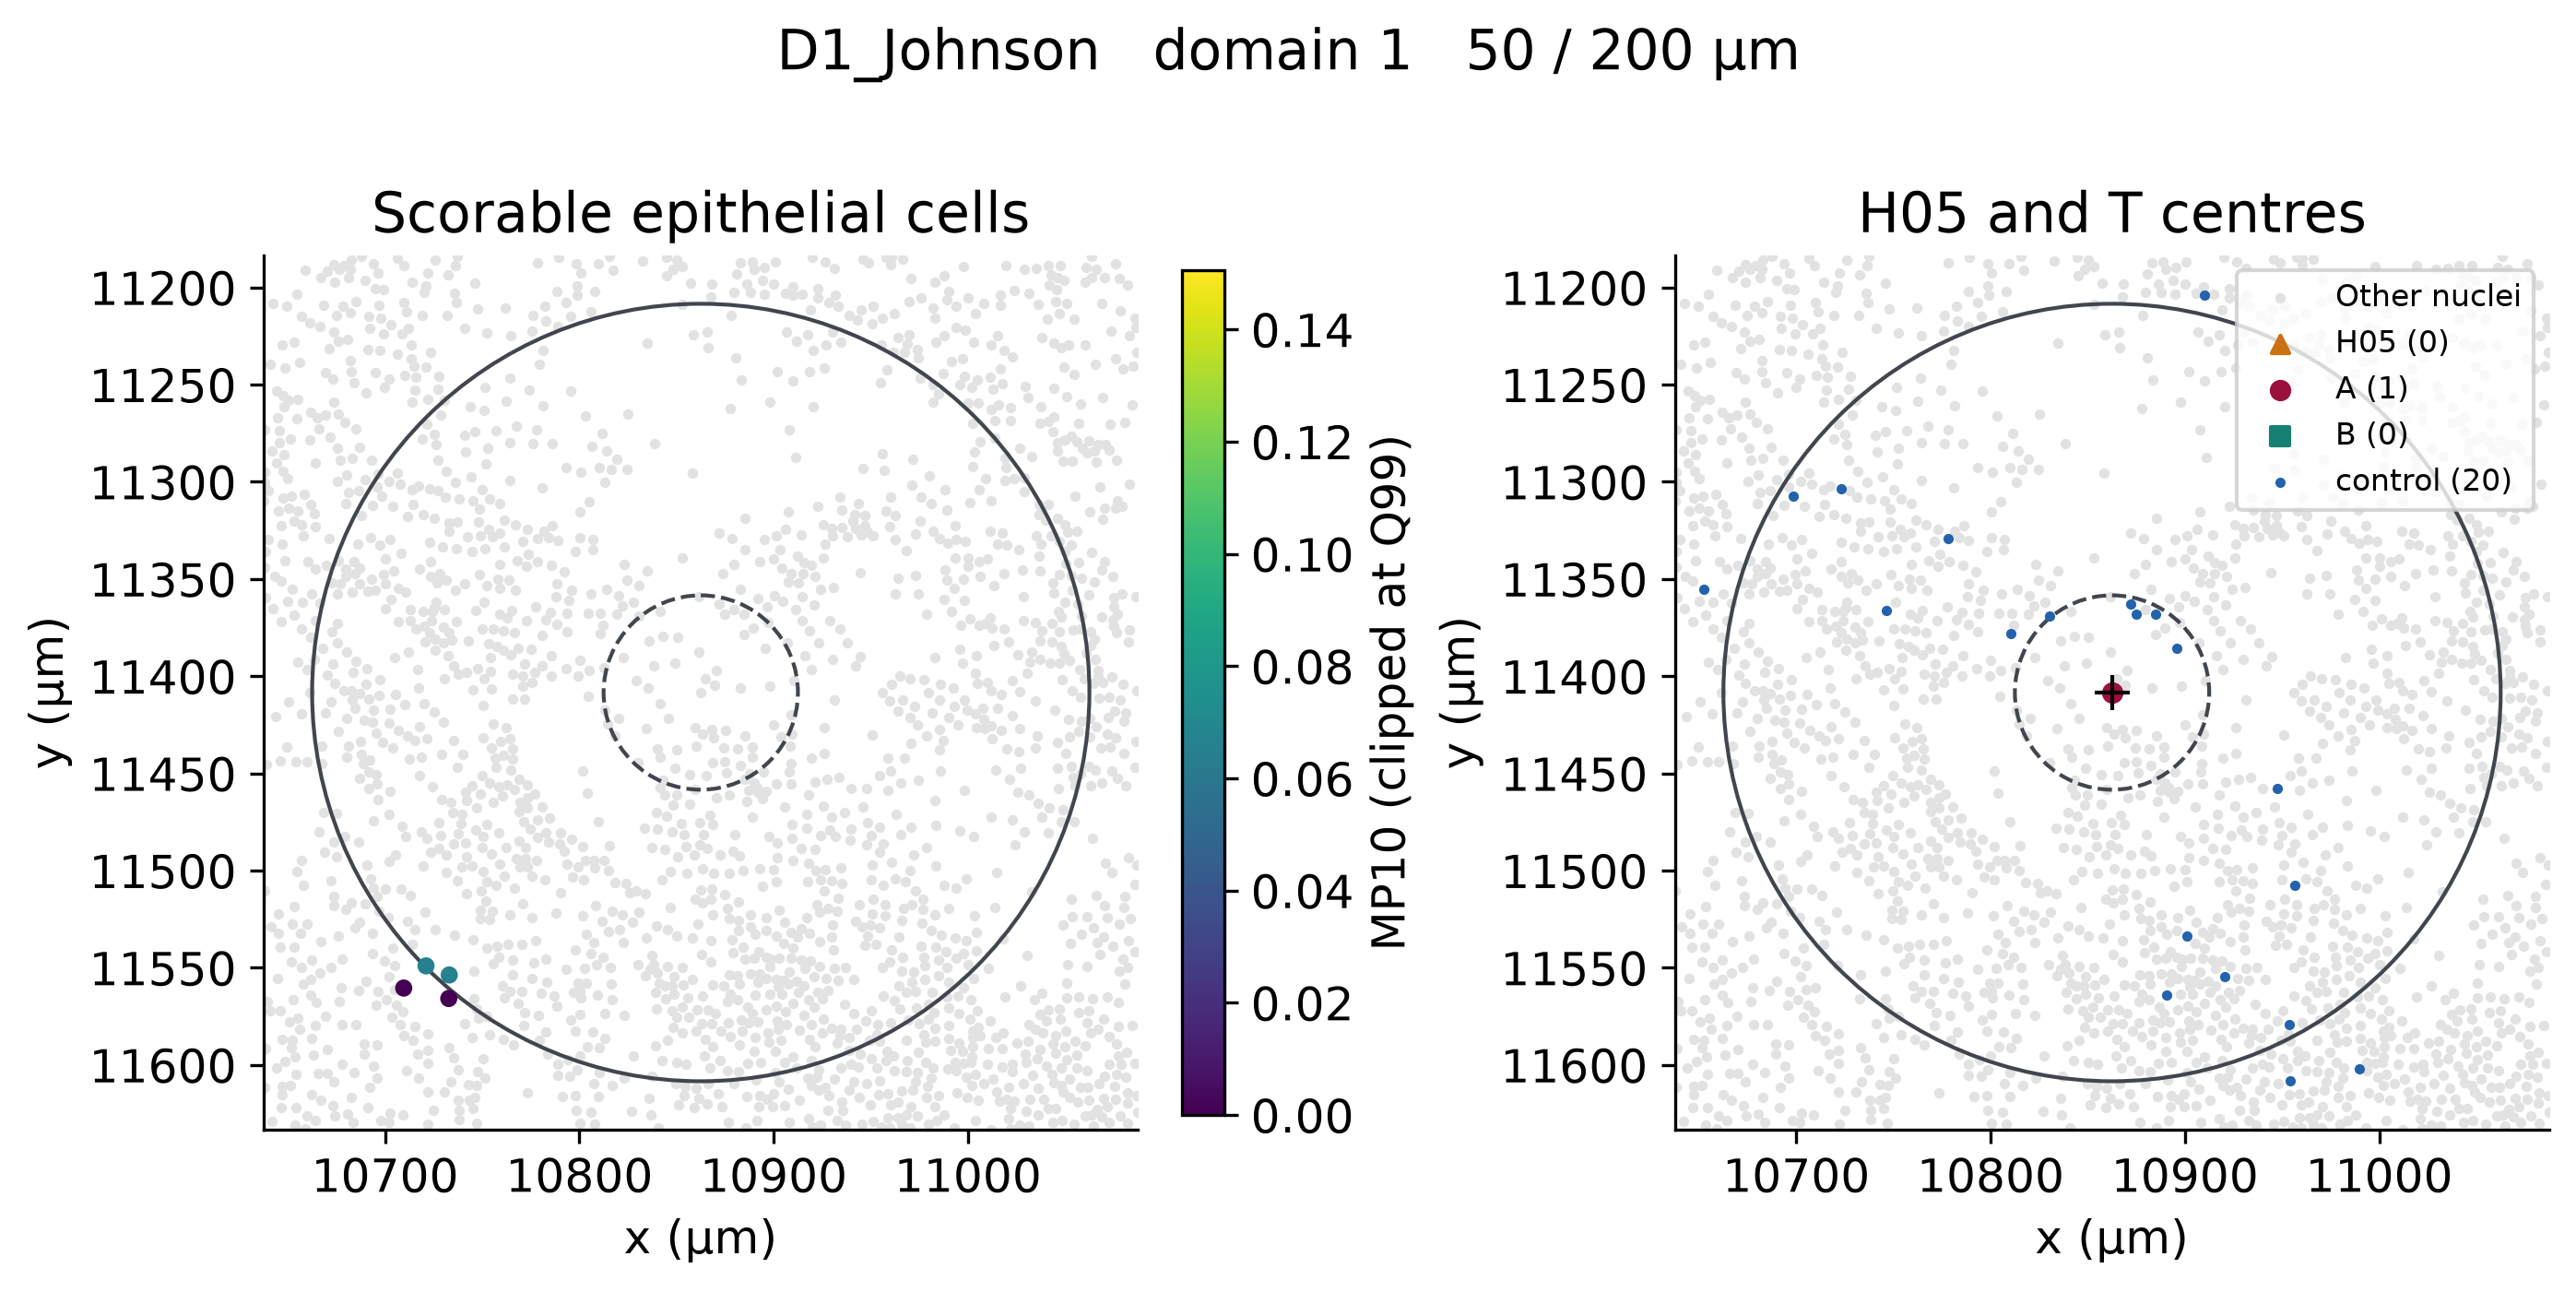 D1_Johnson domain 1 50 / 200 µm
Scorable epithelial cells
11200
11250
11300
11350
11400
11450
11500
11550
11600
y (µm)
10700 10800 10900 11000
x (µm)
0.14
0.12
0.10
0.08
0.06
0.04
0.02
0.00
MP10 (clipped at Q99)
H05 and T centres
11200
11250
11300
11350
11400
11450
11500
11550
11600
y (µm)
10700 10800 10900 11000
x (µm)
Other nuclei
H05 (0)
A (1)
B (0)
control (20)